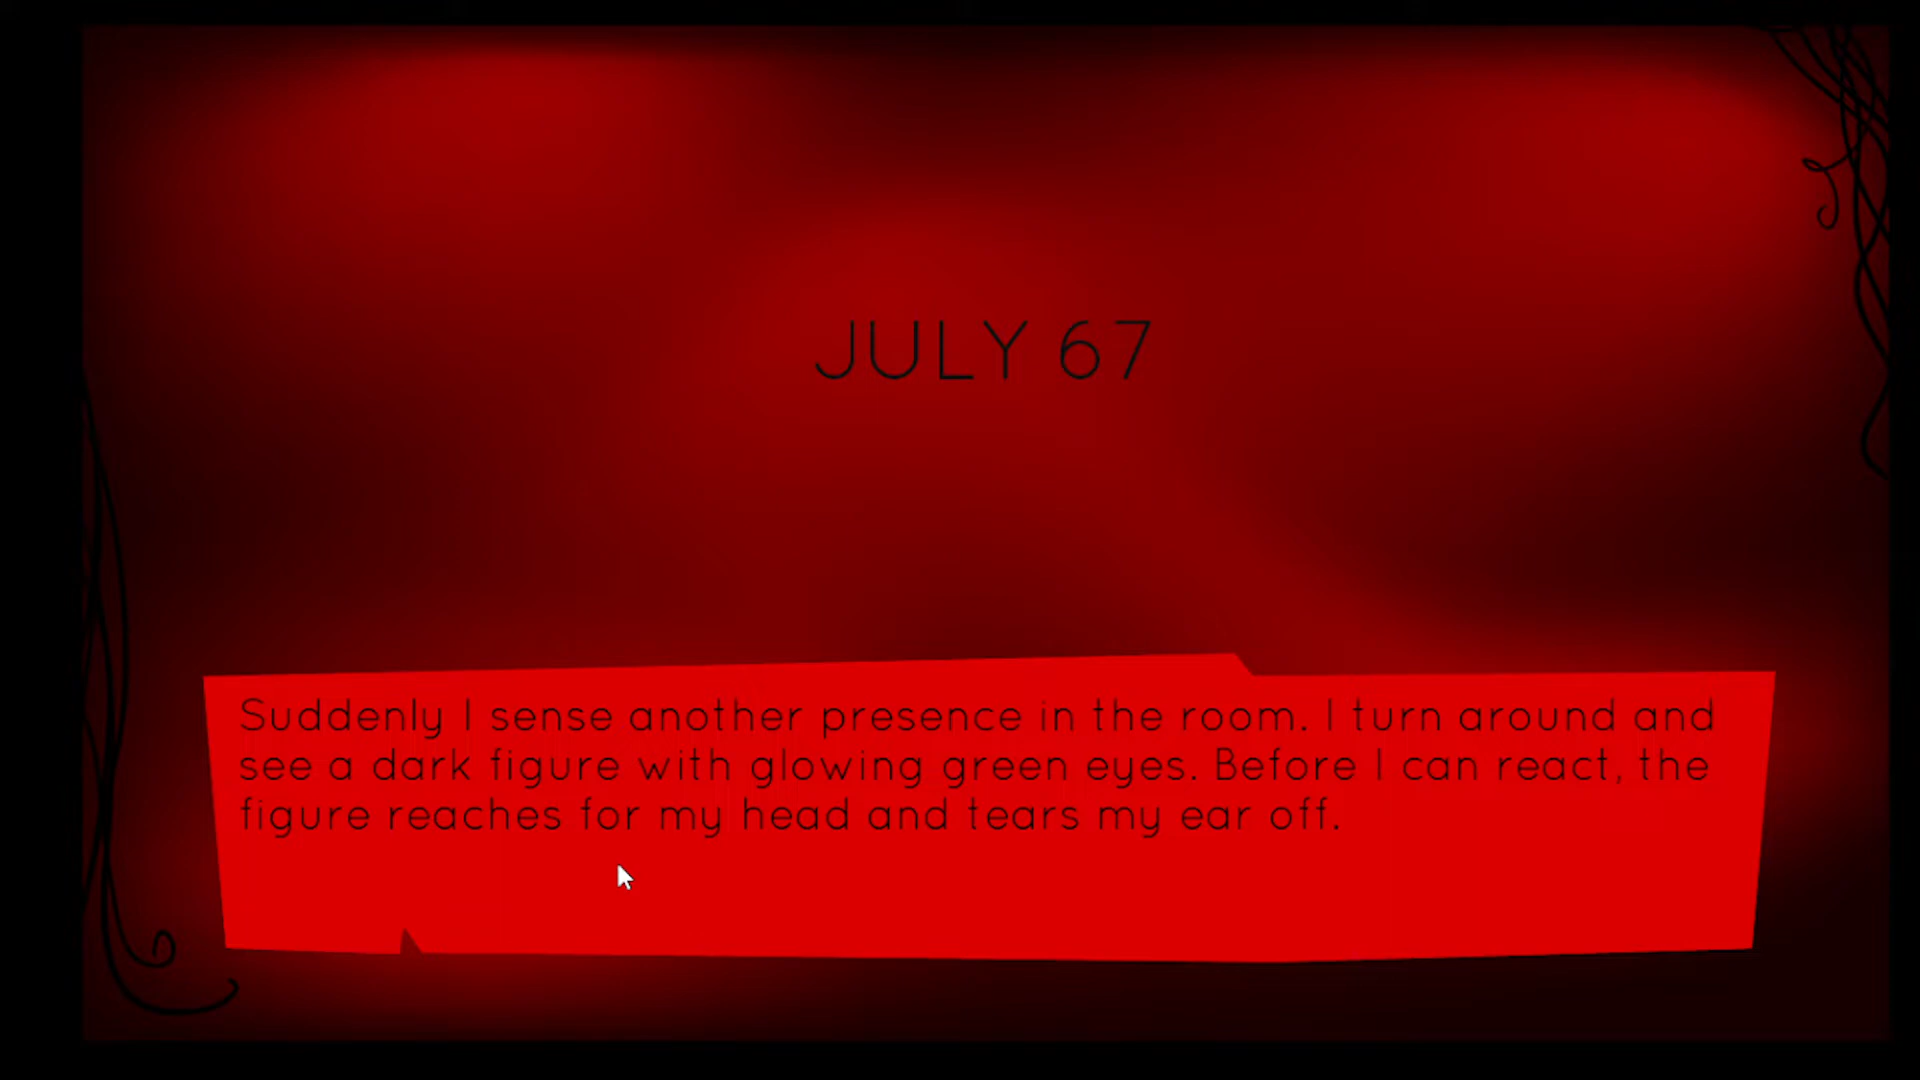 JULY 67
Suddenly I sense another presence in the room. I turn around and
see a dark figure with glowing green eyes. Before I can react, the
figure reaches for my head and tears my ear off.